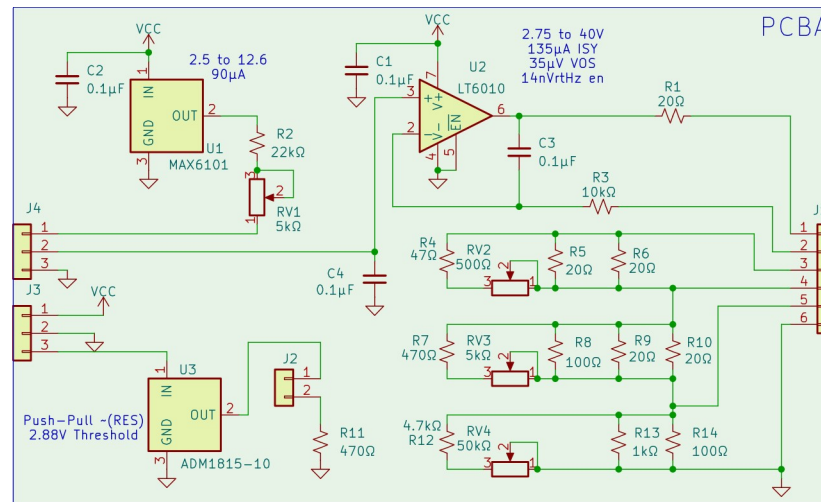 PCBA
VCC
2.5 to 12.6
90µA
C2
0.1µF
1
IN
OUT
2
GND
3
U1
MAX6101
R2
22kΩ
3
2
RV1
5kΩ
1
VCC
2.75 to 40V
135µA ISY
35µV VOS
14nVrtHz en
C1
0.1µF
U2
LT6010
3
2
7
V+
+
-
V-
EN
4
5
6
C3
0.1µF
R1
20Ω
R3
10kΩ
J4
1
2
3
C4
0.1µF
J3
VCC
1
2
3
R4
47Ω
RV2
500Ω
2
3
1
R5
20Ω
R6
20Ω
R7
470Ω
RV3
5kΩ
2
3
1
R8
100Ω
R9
20Ω
R10
20Ω
4.7kΩ
R12
RV4
50kΩ
2
3
1
R13
1kΩ
R14
100Ω
1
2
3
4
5
6
U3
1
IN
OUT
2
GND
3
ADM1815-10
Push-Pull ~(RES)
2.88V Threshold
J2
1
2
R11
470Ω